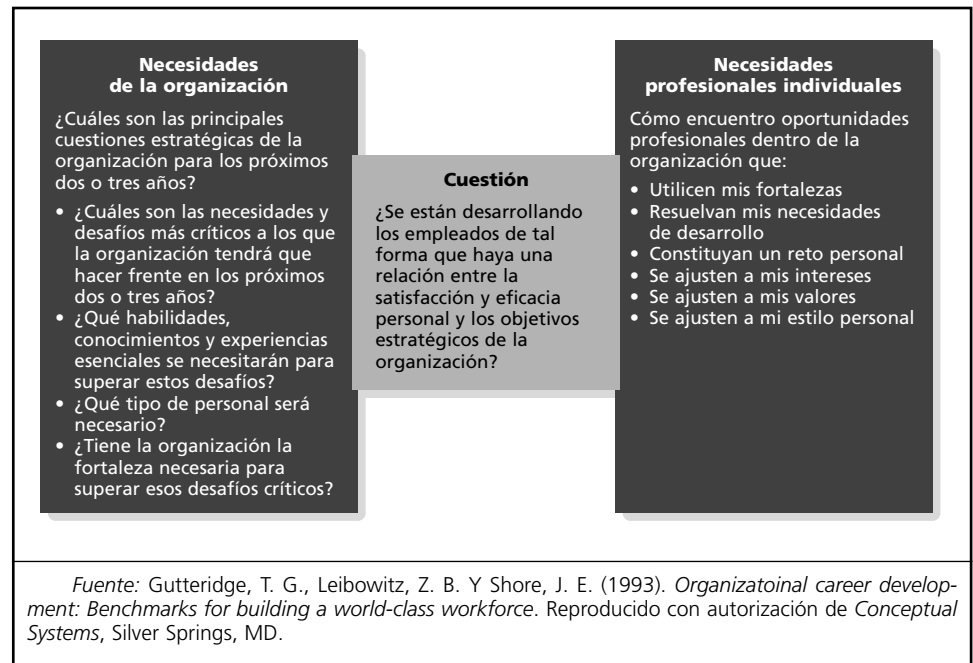 Necesidades
de la organización
¿Cuáles son las principales
cuestiones estratégicas de la
organización para los próximos
dos o tres años?
• ¿Cuáles son las necesidades y
desafíos más críticos a los que
la organización tendrá que
hacer frente en los próximos
dos o tres años?
• ¿Qué habilidades,
conocimientos y experiencias
esenciales se necesitarán para
superar estos desafíos?
• ¿Qué tipo de personal será
necesario?
• ¿Tiene la organización la
fortaleza necesaria para
superar esos desafíos críticos?
Cuestión
¿Se están desarrollando
los empleados de tal
forma que haya una
relación entre la
satisfacción y eficacia
personal y los objetivos
estratégicos de la
organización?
Necesidades
profesionales individuales
Cómo encuentro oportunidades
profesionales dentro de la
organización que:
• Utilicen mis fortalezas
• Resuelvan mis necesidades
de desarrollo
• Constituyan un reto personal
• Se ajusten a mis intereses
• Se ajusten a mis valores
• Se ajusten a mi estilo personal
Fuente: Gutteridge, T. G., Leibowitz, Z. B. Y Shore, J. E. (1993). Organizatoinal career develop-
ment: Benchmarks for building a world-class workforce. Reproducido con autorización de Conceptual
Systems, Silver Springs, MD.